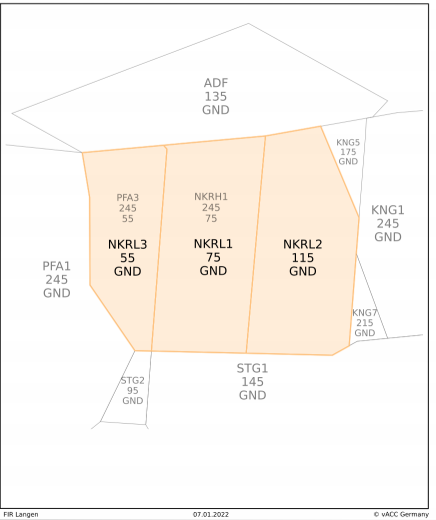 ADF
135
GND
KNG5
175
GND
PFA3
245
55
NKRH1
245
75
KNG1
245
GND
NKRL3
55
GND
NKRL1
75
GND
NKRL2
115
GND
PFA1
245
GND
KNG7
215
GND
STG2
95
GND
STG1
145
GND
FIR Langen
07.01.2022
© vACC Germany